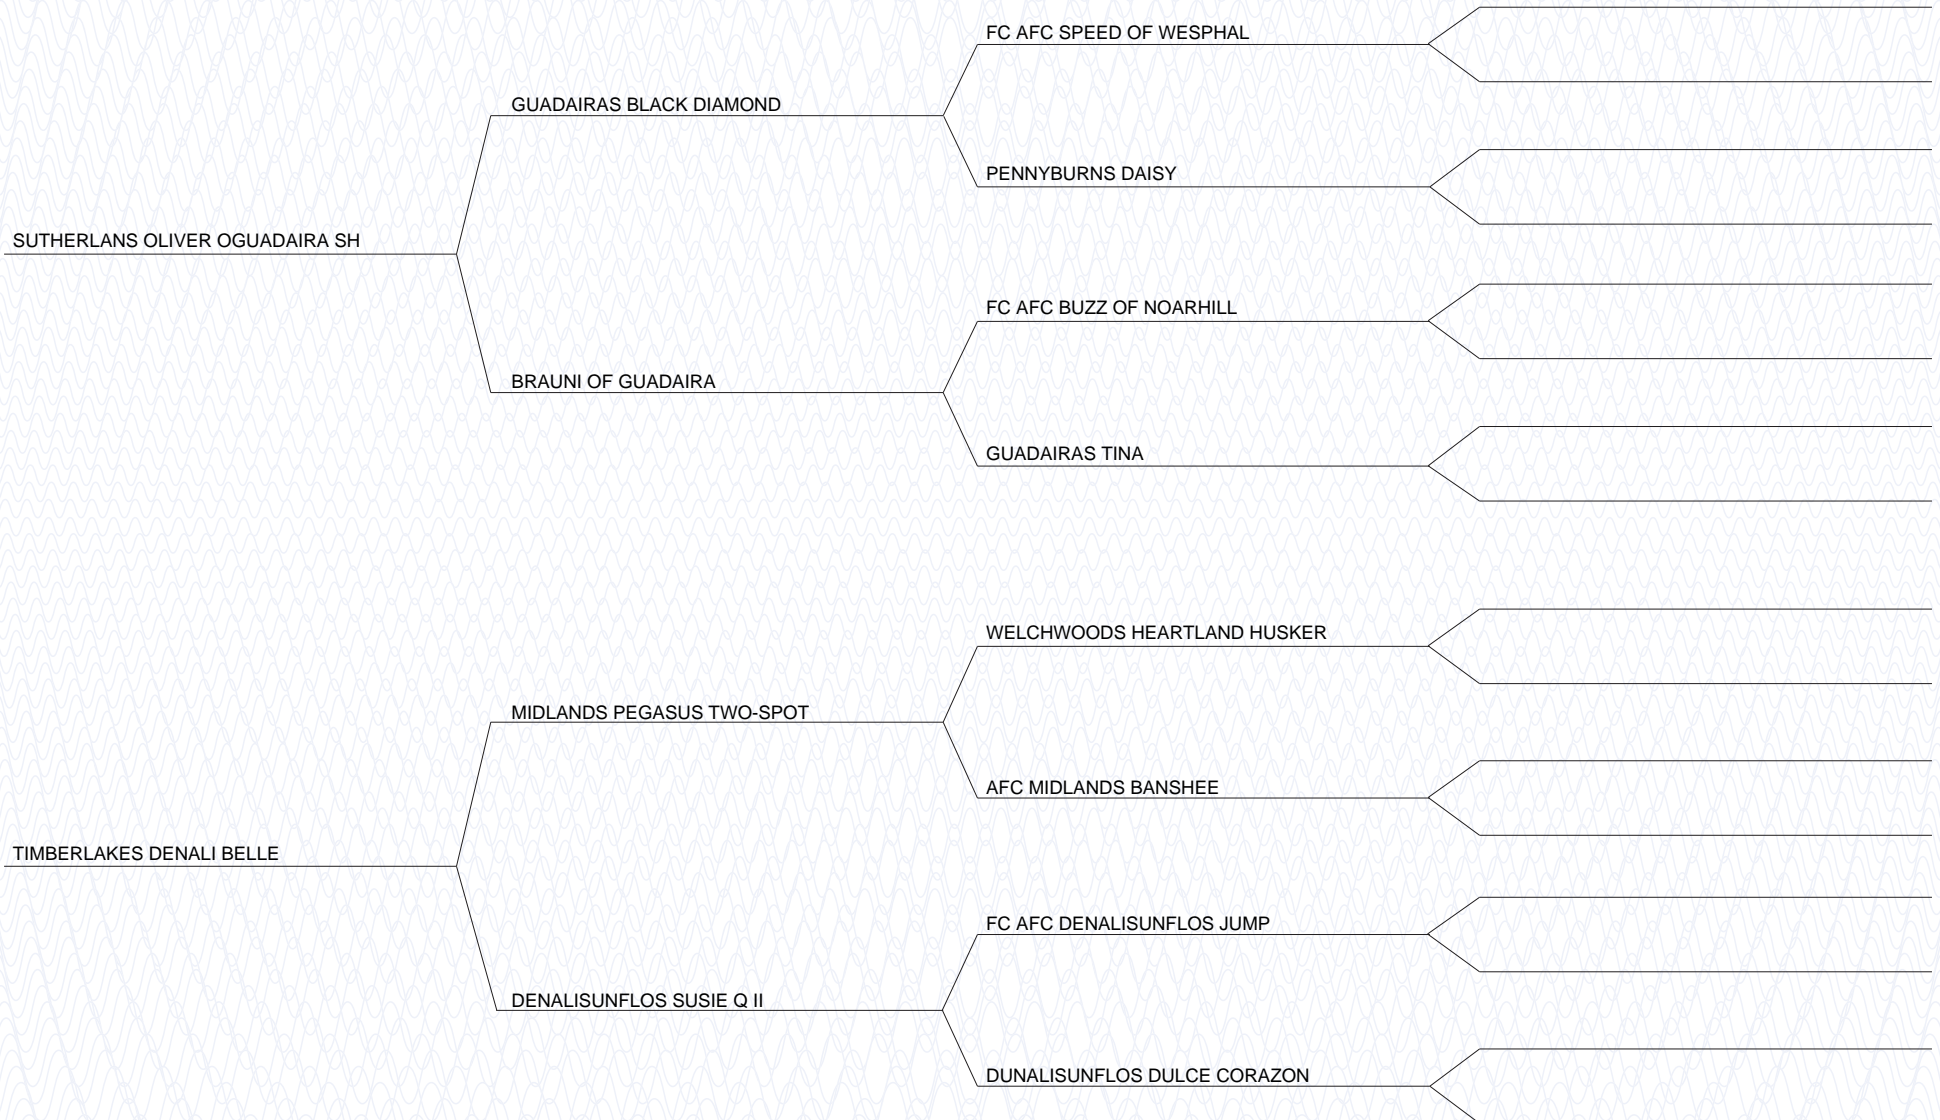 FC AFC SPEED OF WESPHAL
GUADAIRAS BLACK DIAMOND
PENNYBURNS DAISY
SUTHERLANS OLIVER OGUADAIRA SH
FC AFC BUZZ OF NOARHILL
BRAUNI OF GUADAIRA
GUADAIRAS TINA
WELCHWOODS HEARTLAND HUSKER
MIDLANDS PEGASUS TWO-SPOT
AFC MIDLANDS BANSHEE
TIMBERLAKES DENALI BELLE
FC AFC DENALISUNFLOS JUMP
DENALISUNFLOS SUSIE Q II
DUNALISUNFLOS DULCE CORAZON